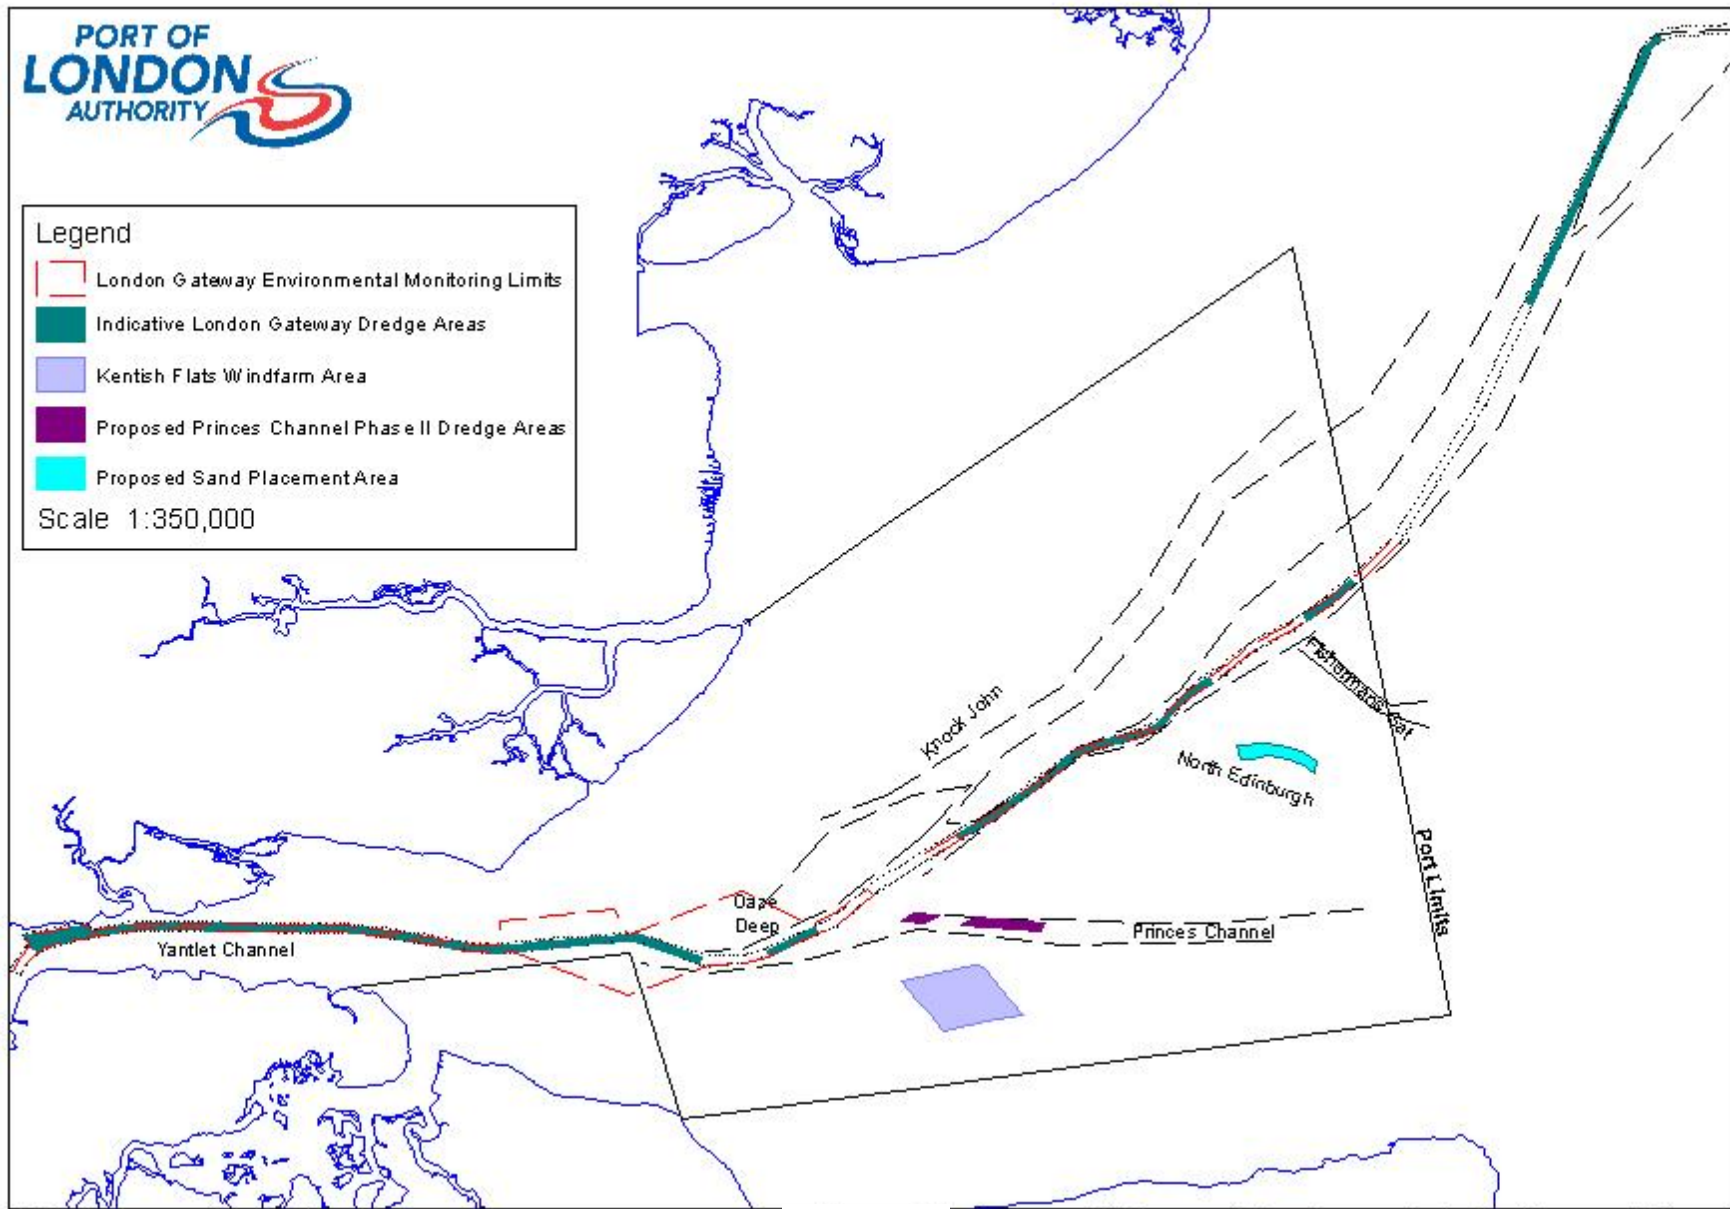 PORT OF
LONDON
AUTHORITY
Legend
London Gateway Environmental Monitoring Limits
Indicative London Gateway Dredge Areas
Kentish Flats Windfarm Area
Proposed Princes Channel Phase II Dredge Areas
Proposed Sand Placement Area
Scale 1:350,000
Knock John
Fishermans Gat
North Edinburgh
Port Limits
Oaze
Deep
Princes Channel
Yantlet Channel